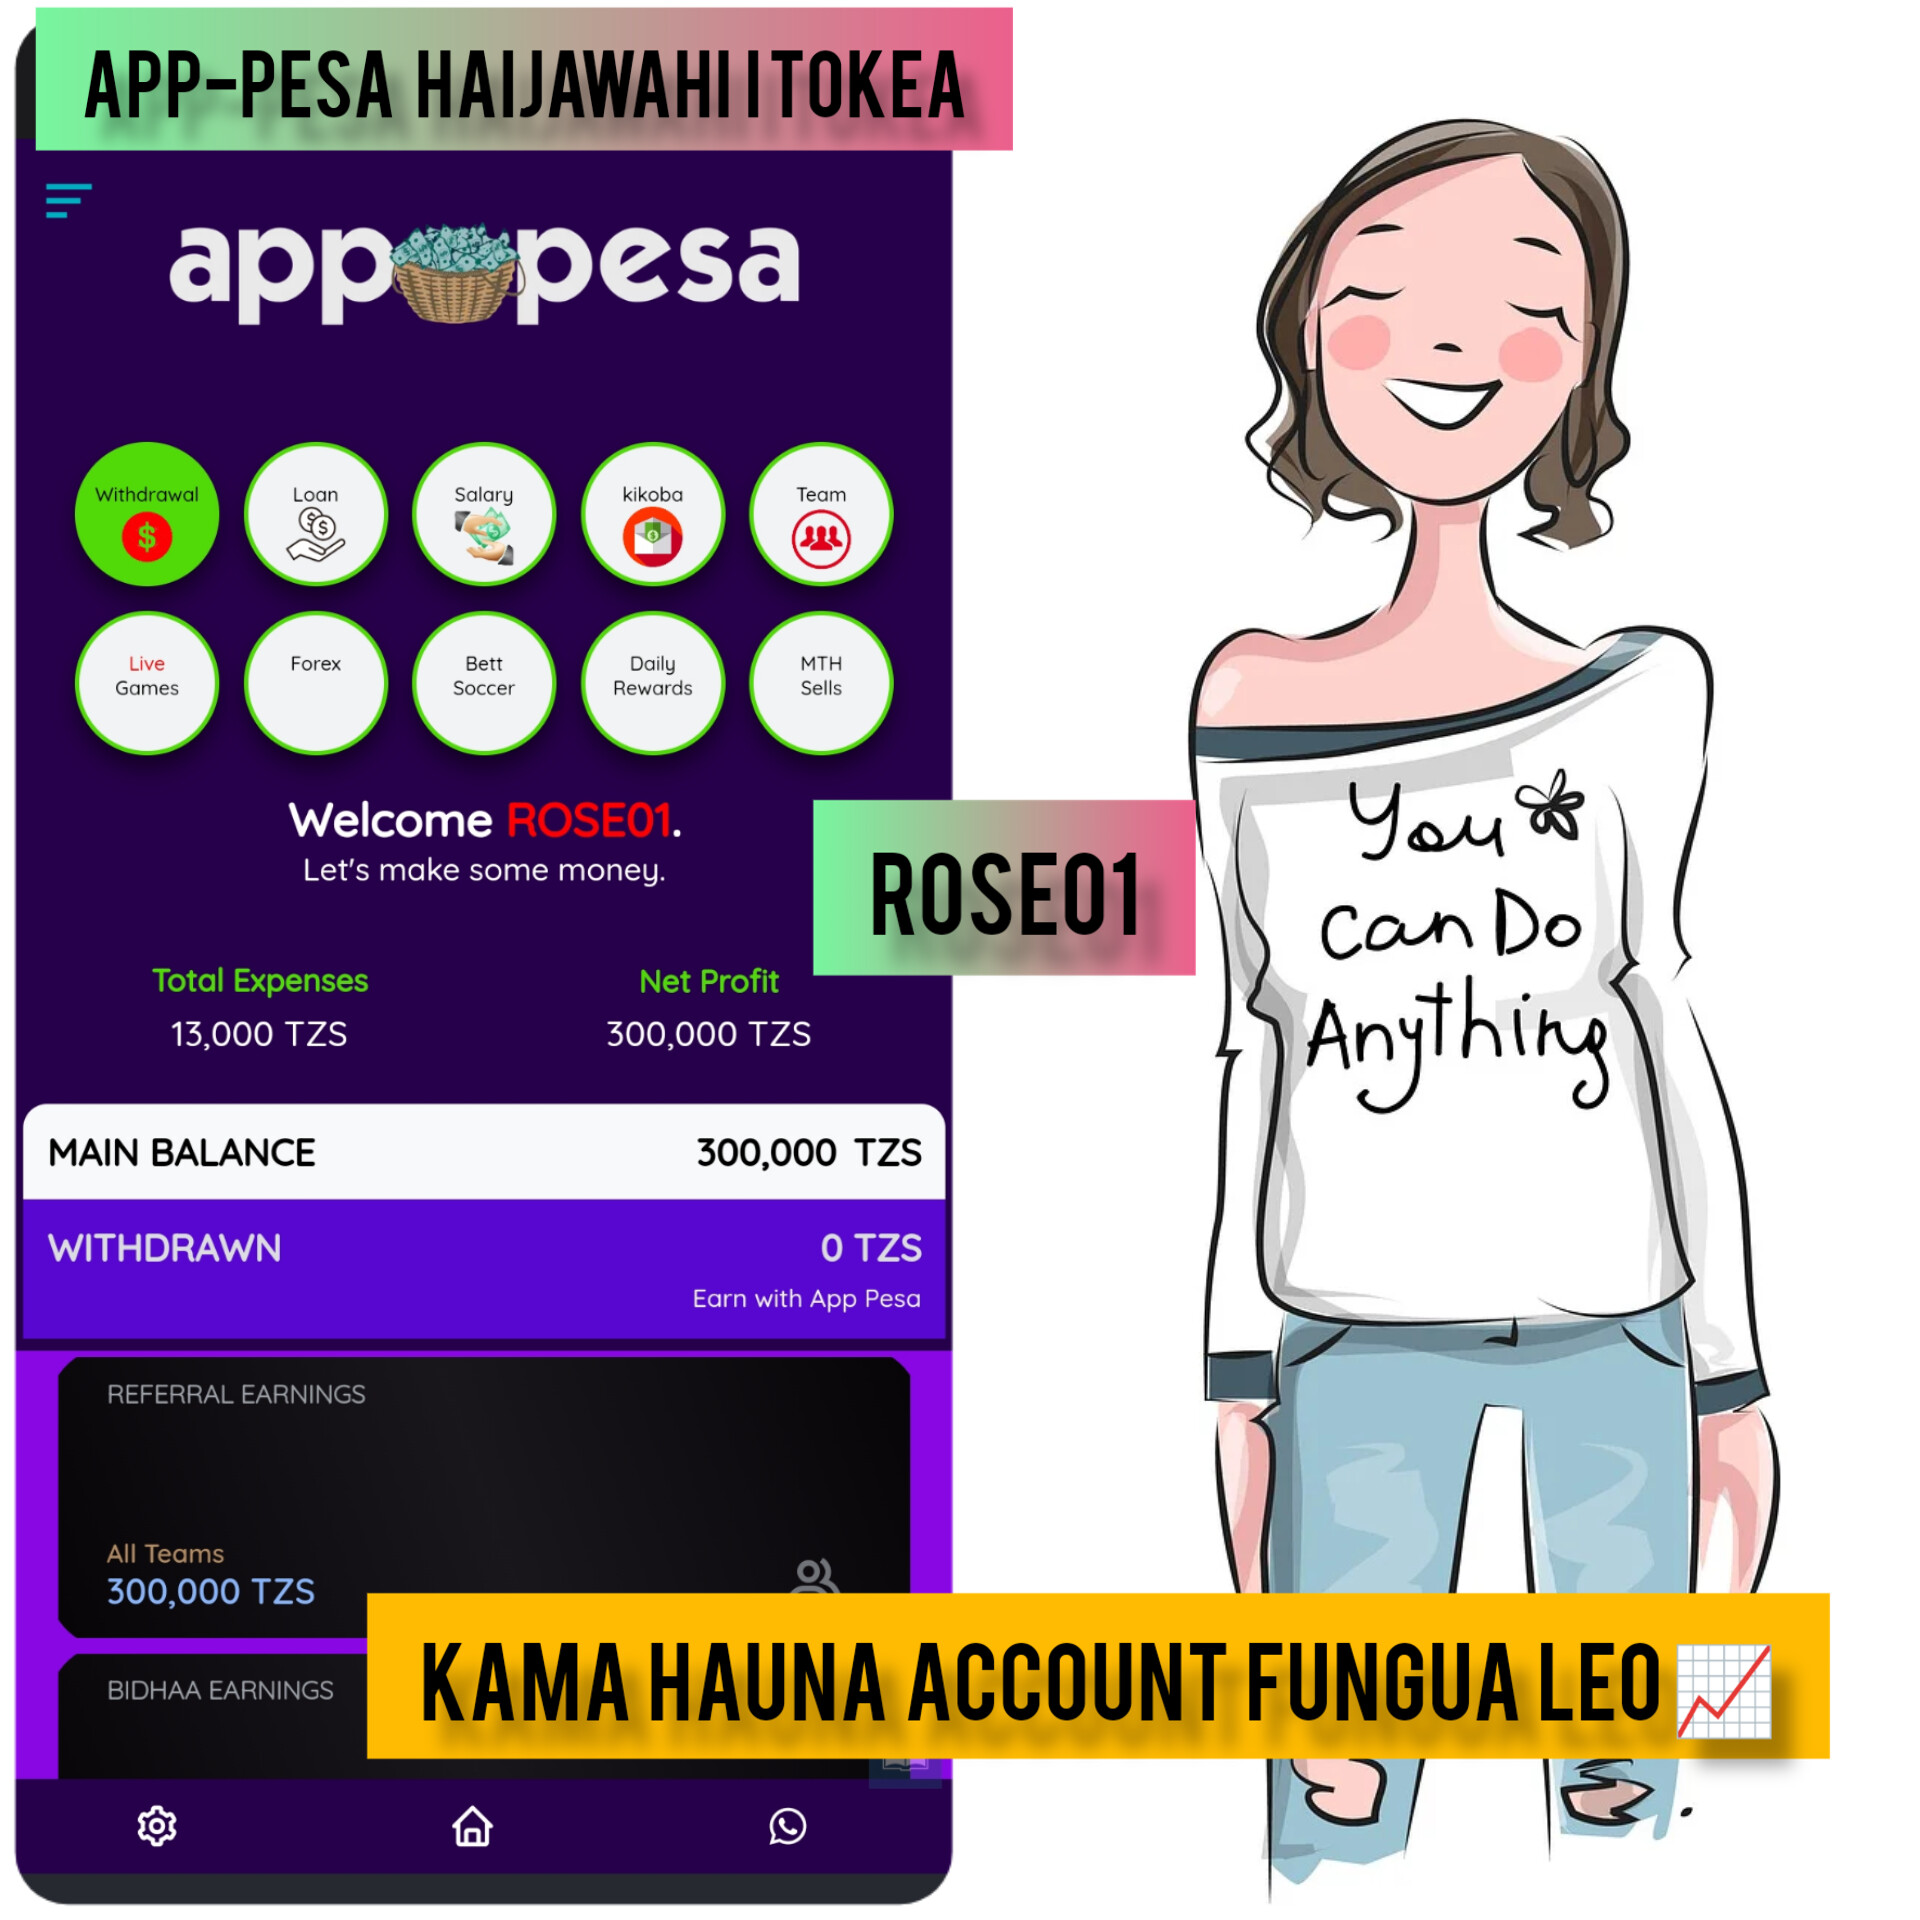 APP-PESA HAIJAWAHI ITOKEA
app pesa
Withdrawal
Loan
Salary
kikoba
Team
Live Games
Forex
Bett Soccer
Daily Rewards
MTH Sells
Welcome ROSE01.
Let's make some money.
ROSE01
Total Expenses
Net Profit
13,000 TZS
300,000 TZS
MAIN BALANCE 300,000 TZS
WITHDRAWN 0 TZS
Earn with App Pesa
REFERRAL EARNINGS
All Teams
300,000 TZS
BIDHAA EARNINGS
KAMA HAUNA ACCOUNT FUNGUA LEO
You
Can Do
Anything